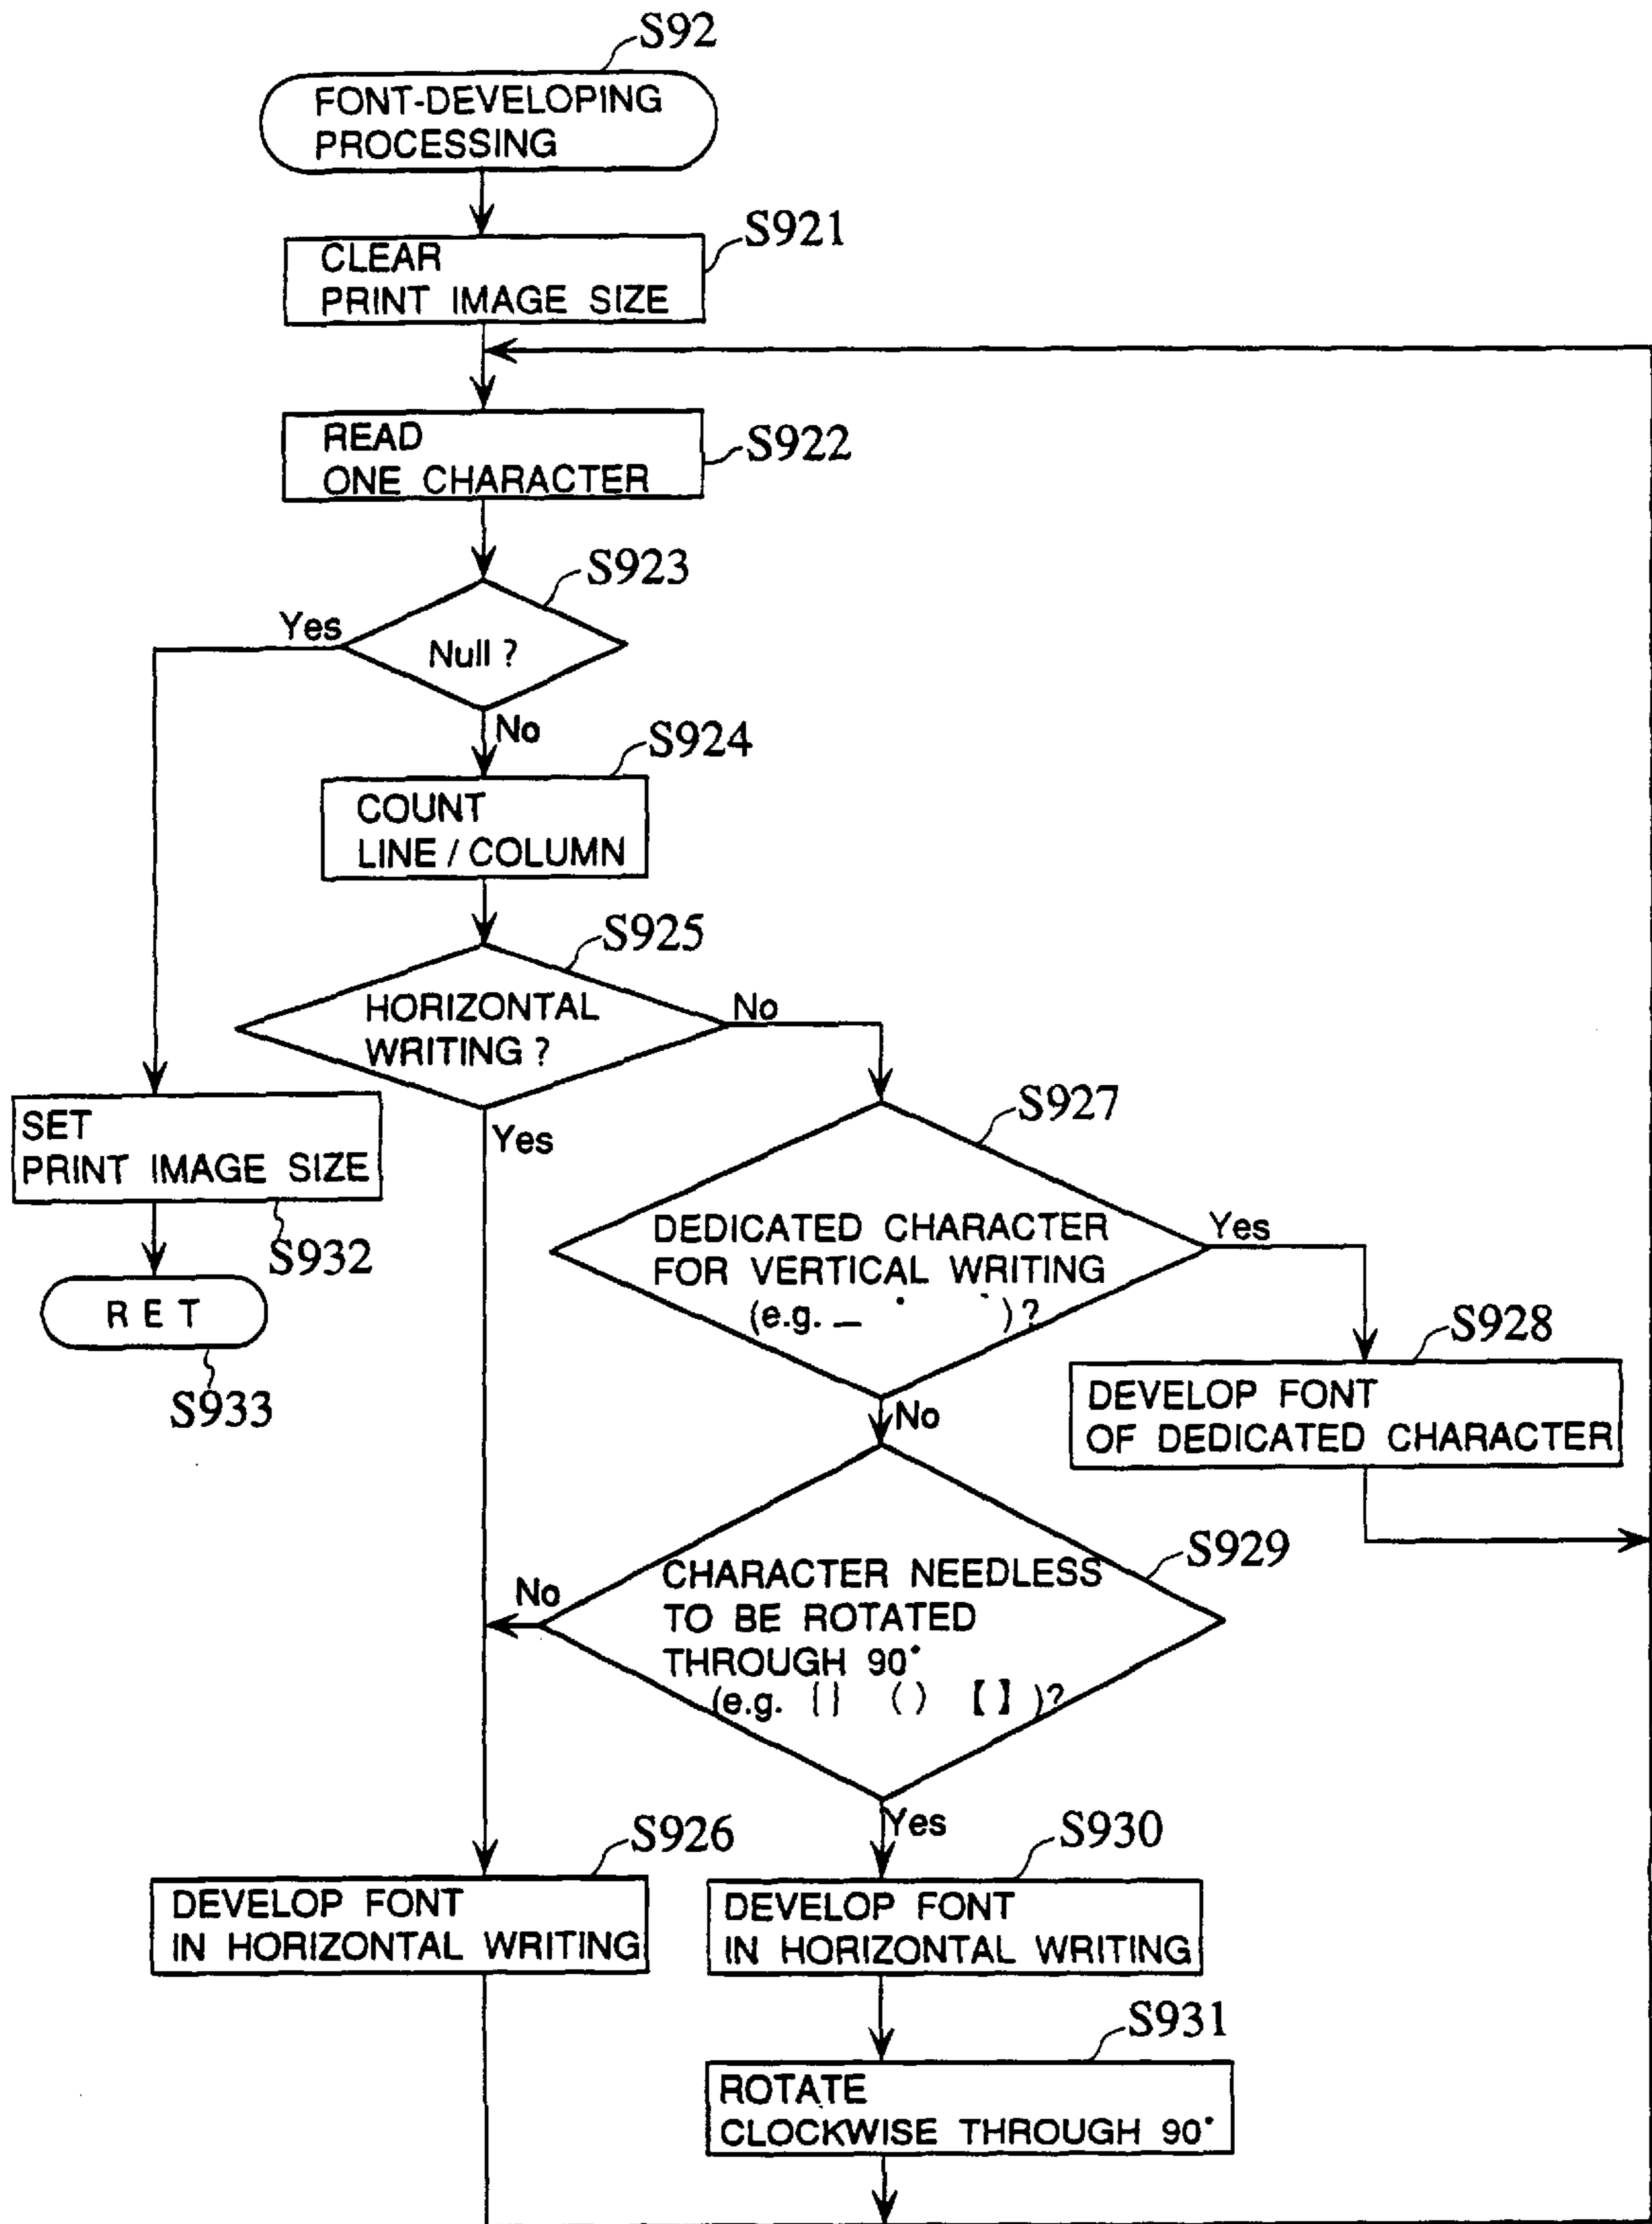 S92
FONT-DEVELOPING
PROCESSING
S921
CLEAR
PRINT IMAGE SIZE
S922
READ
ONE CHARACTER
S923
Yes
Null ?
No
S924
COUNT
LINE / COLUMN
S925
HORIZONTAL
WRITING ?
No
Yes
SET
PRINT IMAGE SIZE
S932
R E T
S933
S927
DEDICATED CHARACTER
FOR VERTICAL WRITING
(e.g. )?
Yes
No
S928
DEVELOP FONT
OF DEDICATED CHARACTER
S929
CHARACTER NEEDLESS
TO BE ROTATED
THROUGH 90°
(e.g. { } ( ) 【 】 )?
No
Yes
S926
DEVELOP FONT
IN HORIZONTAL WRITING
S930
DEVELOP FONT
IN HORIZONTAL WRITING
S931
ROTATE
CLOCKWISE THROUGH 90°